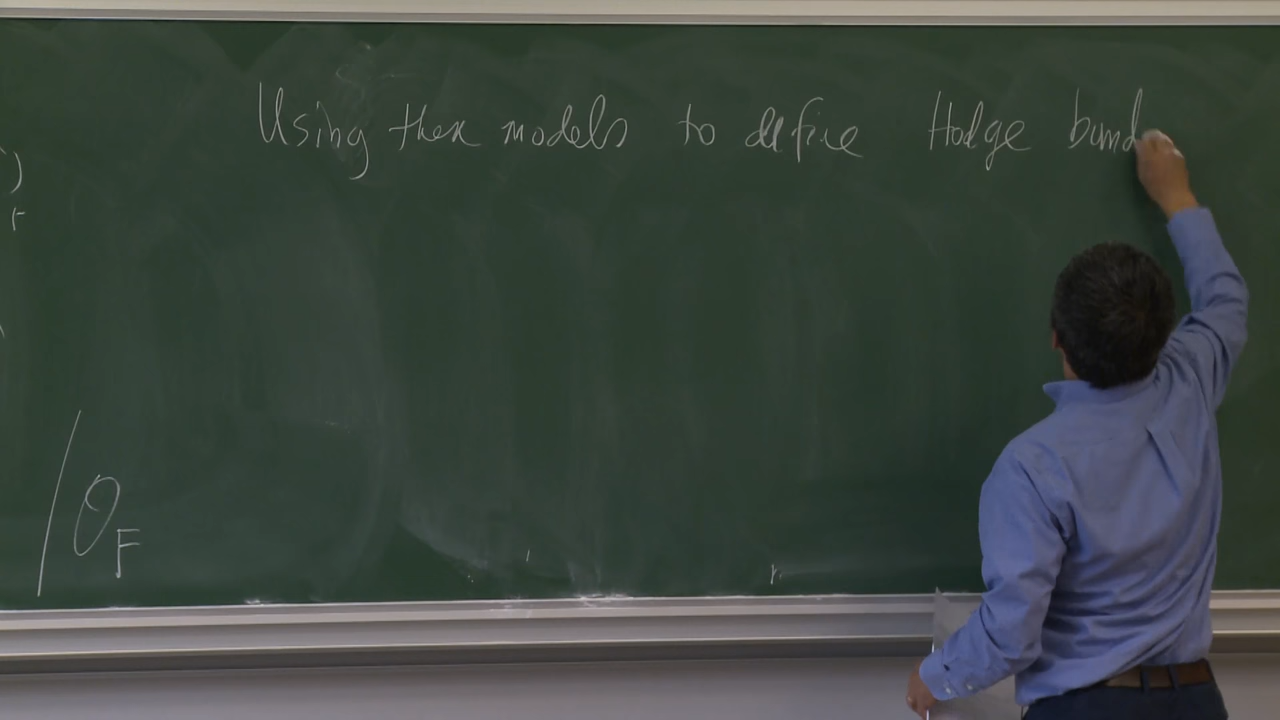 Using these models to define Hodge bund
)
r
/ O_F